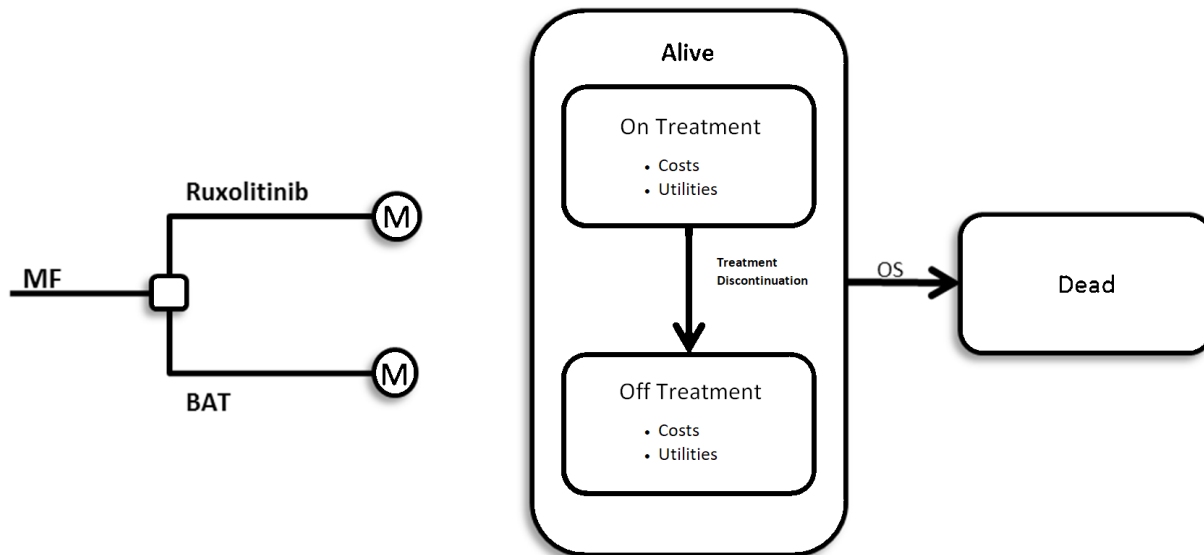 MF
Ruxolitinib
M
BAT
M
Alive
On Treatment
• Costs
• Utilities
Treatment
Discontinuation
Off Treatment
• Costs
• Utilities
OS
Dead